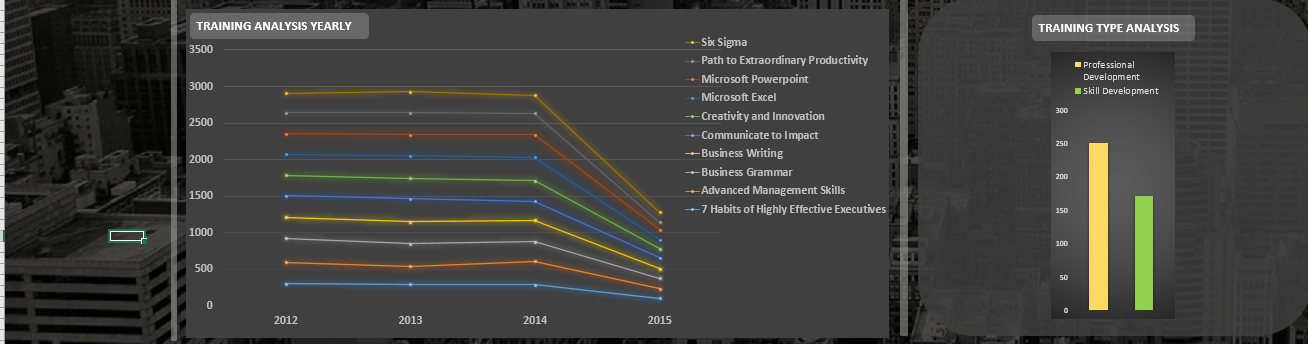 TRAINING ANALYSIS YEARLY
3500
3000
2500
2000
1500
1000
500
0
2012 2013 2014 2015
Six Sigma
Path to Extraordinary Productivity
Microsoft Powerpoint
Microsoft Excel
Creativity and Innovation
Communicate to Impact
Business Writing
Business Grammar
Advanced Management Skills
7 Habits of Highly Effective Executives
TRAINING TYPE ANALYSIS
Professional
Development
Skill Development
300
250
200
150
100
50
0